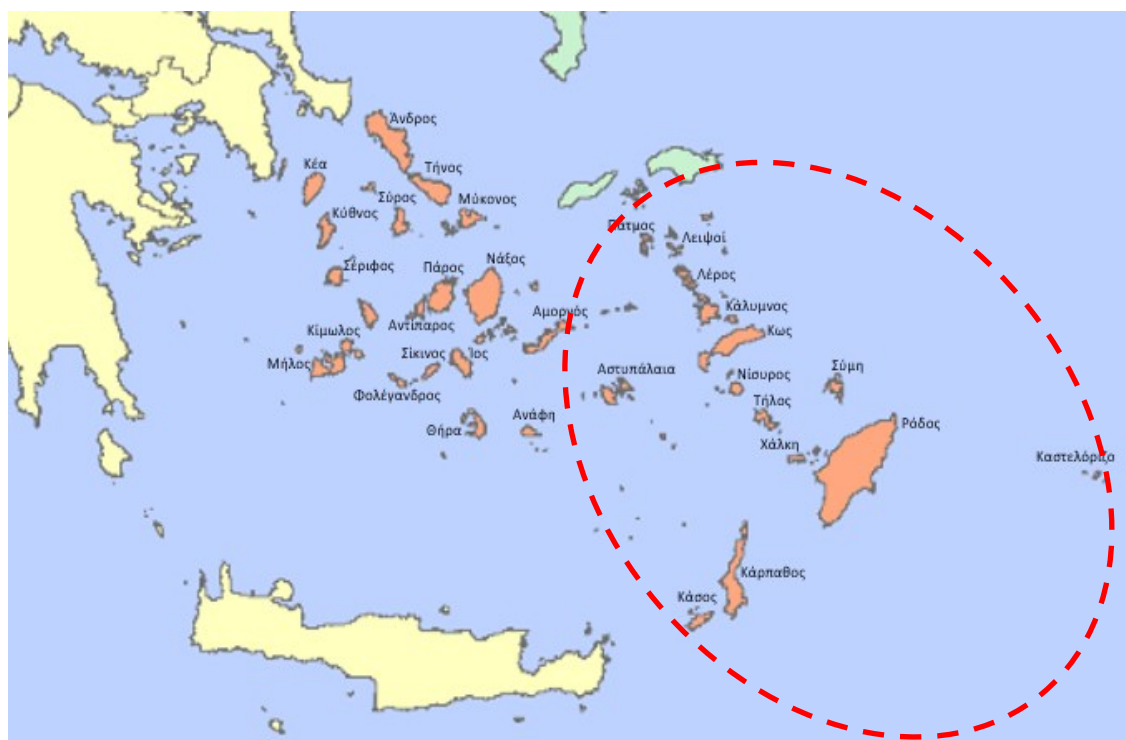 Άνδρος
Κέα
Τήνος
Σύρος
Μύκονος
Κύθνος
Πάτμος
Λειψοί
Σέριφος
Πάρος
Νάξος
Λέρος
Κάλυμνος
Αμοργός
Αντίπαρος
Κίμωλος
Κως
Σίκινος
Ίος
Μήλος
Αστυπάλαια
Σύμη
Νίσυρος
Φολέγανδρος
Τήλος
Ανάφη
Θήρα
Ρόδος
Χάλκη
Καστελόριζο
Κάρπαθος
Κάσος